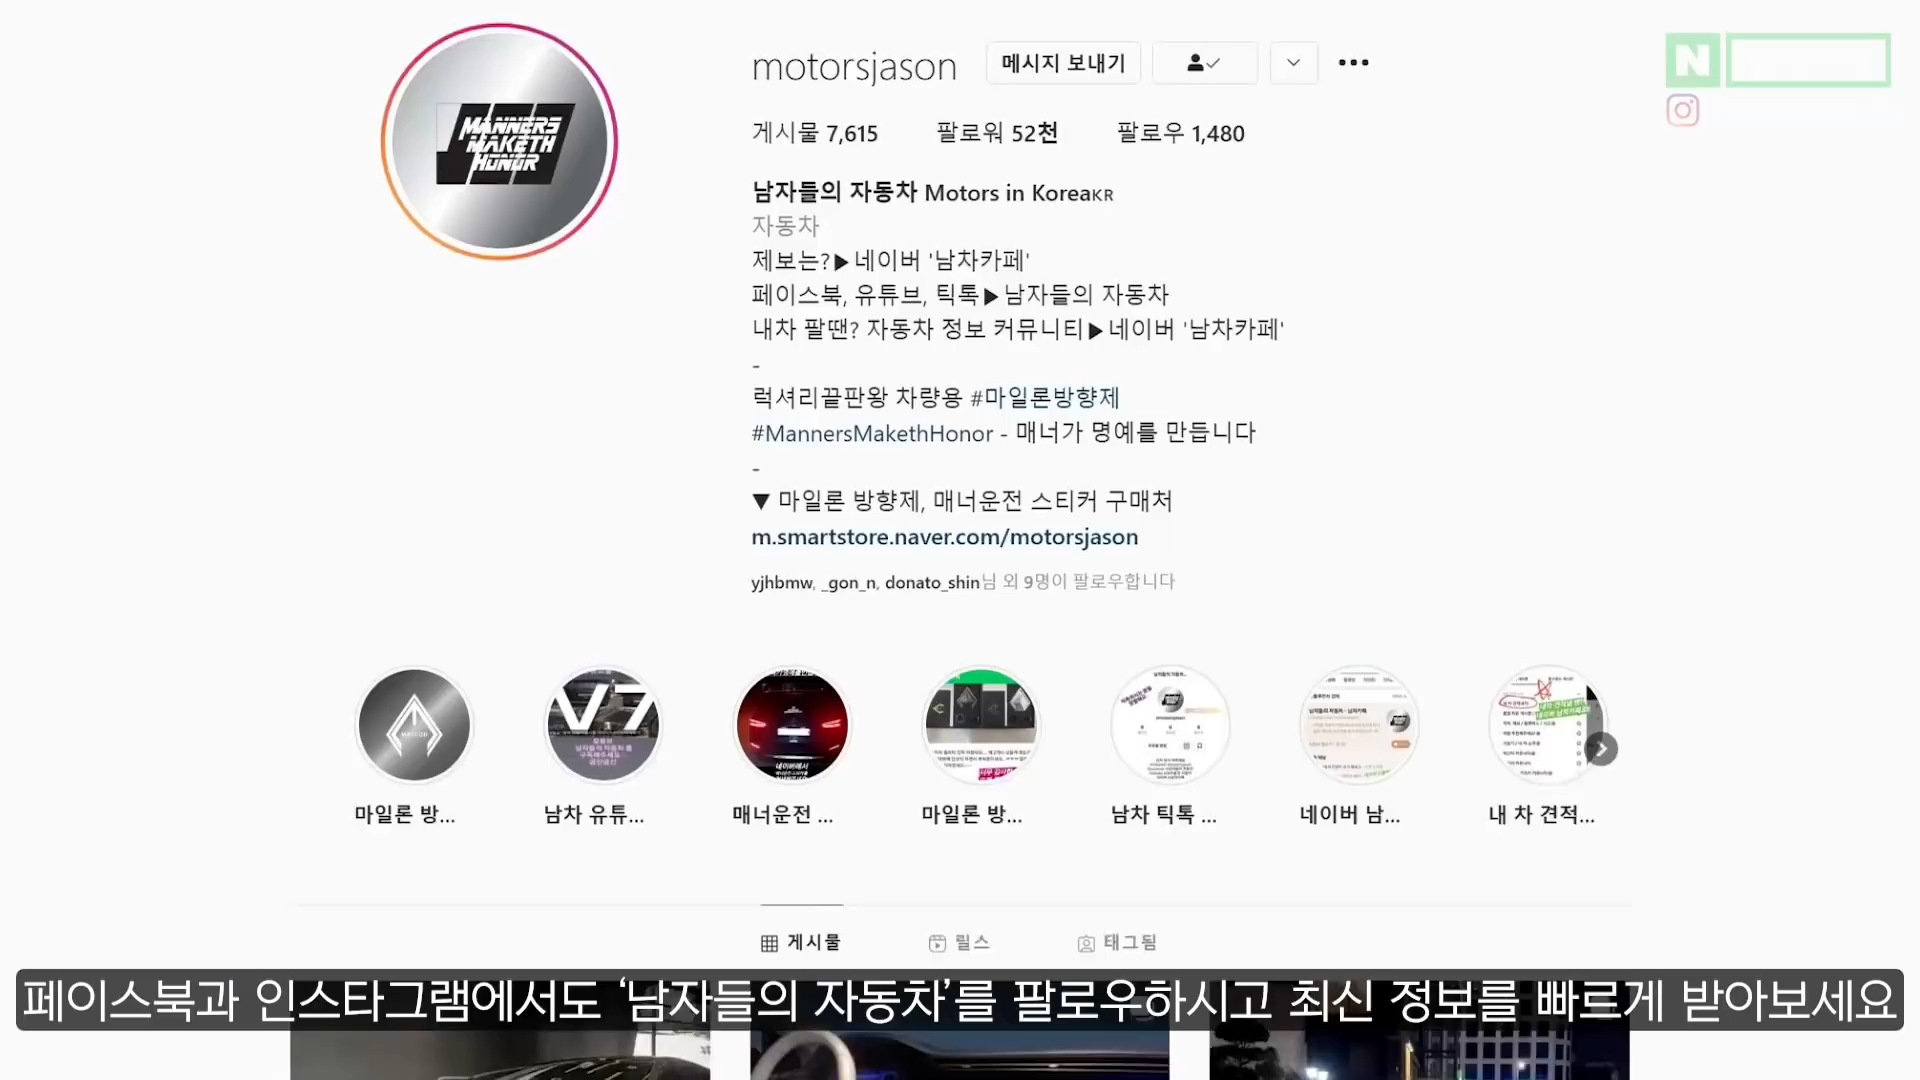 motorsjason
메시지 보내기
게시물 7,615 팔로워 52천 팔로우 1,480
MANNERS
MAKETH
HONOR
남자들의 자동차 Motors in KoreaKR
자동차
제보는?▶네이버 '남차카페'
페이스북, 유튜브, 틱톡▶남자들의 자동차
내차 팔땐? 자동차 정보 커뮤니티▶네이버 '남차카페'
-
럭셔리끝판왕 차량용 #마일론방향제
#MannersMakethHonor - 매너가 명예를 만듭니다
-
▼ 마일론 방향제, 매너운전 스티커 구매처
m.smartstore.naver.com/motorsjason
yjhbmw, _gon_n, donato_shin님 외 9명이 팔로우합니다
N
V7
마일론 방... 남차 유튜... 매너운전 ... 마일론 방... 남차 틱톡 ... 네이버 남... 내 차 견적...
게시물 릴스 태그됨
페이스북과 인스타그램에서도 ‘남자들의 자동차’를 팔로우하시고 최신 정보를 빠르게 받아보세요